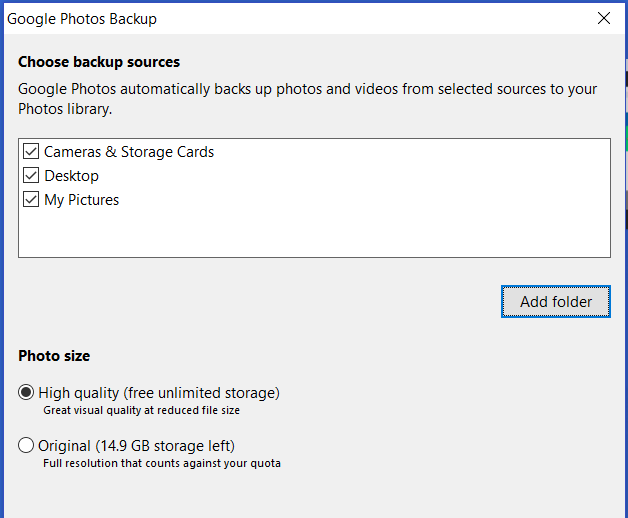 Google Photos Backup
Choose backup sources
Google Photos automatically backs up photos and videos from selected sources to your
Photos library.
Cameras & Storage Cards
Desktop
My Pictures
Add folder
Photo size
High quality (free unlimited storage)
Great visual quality at reduced file size
Original (14.9 GB storage left)
Full resolution that counts against your quota